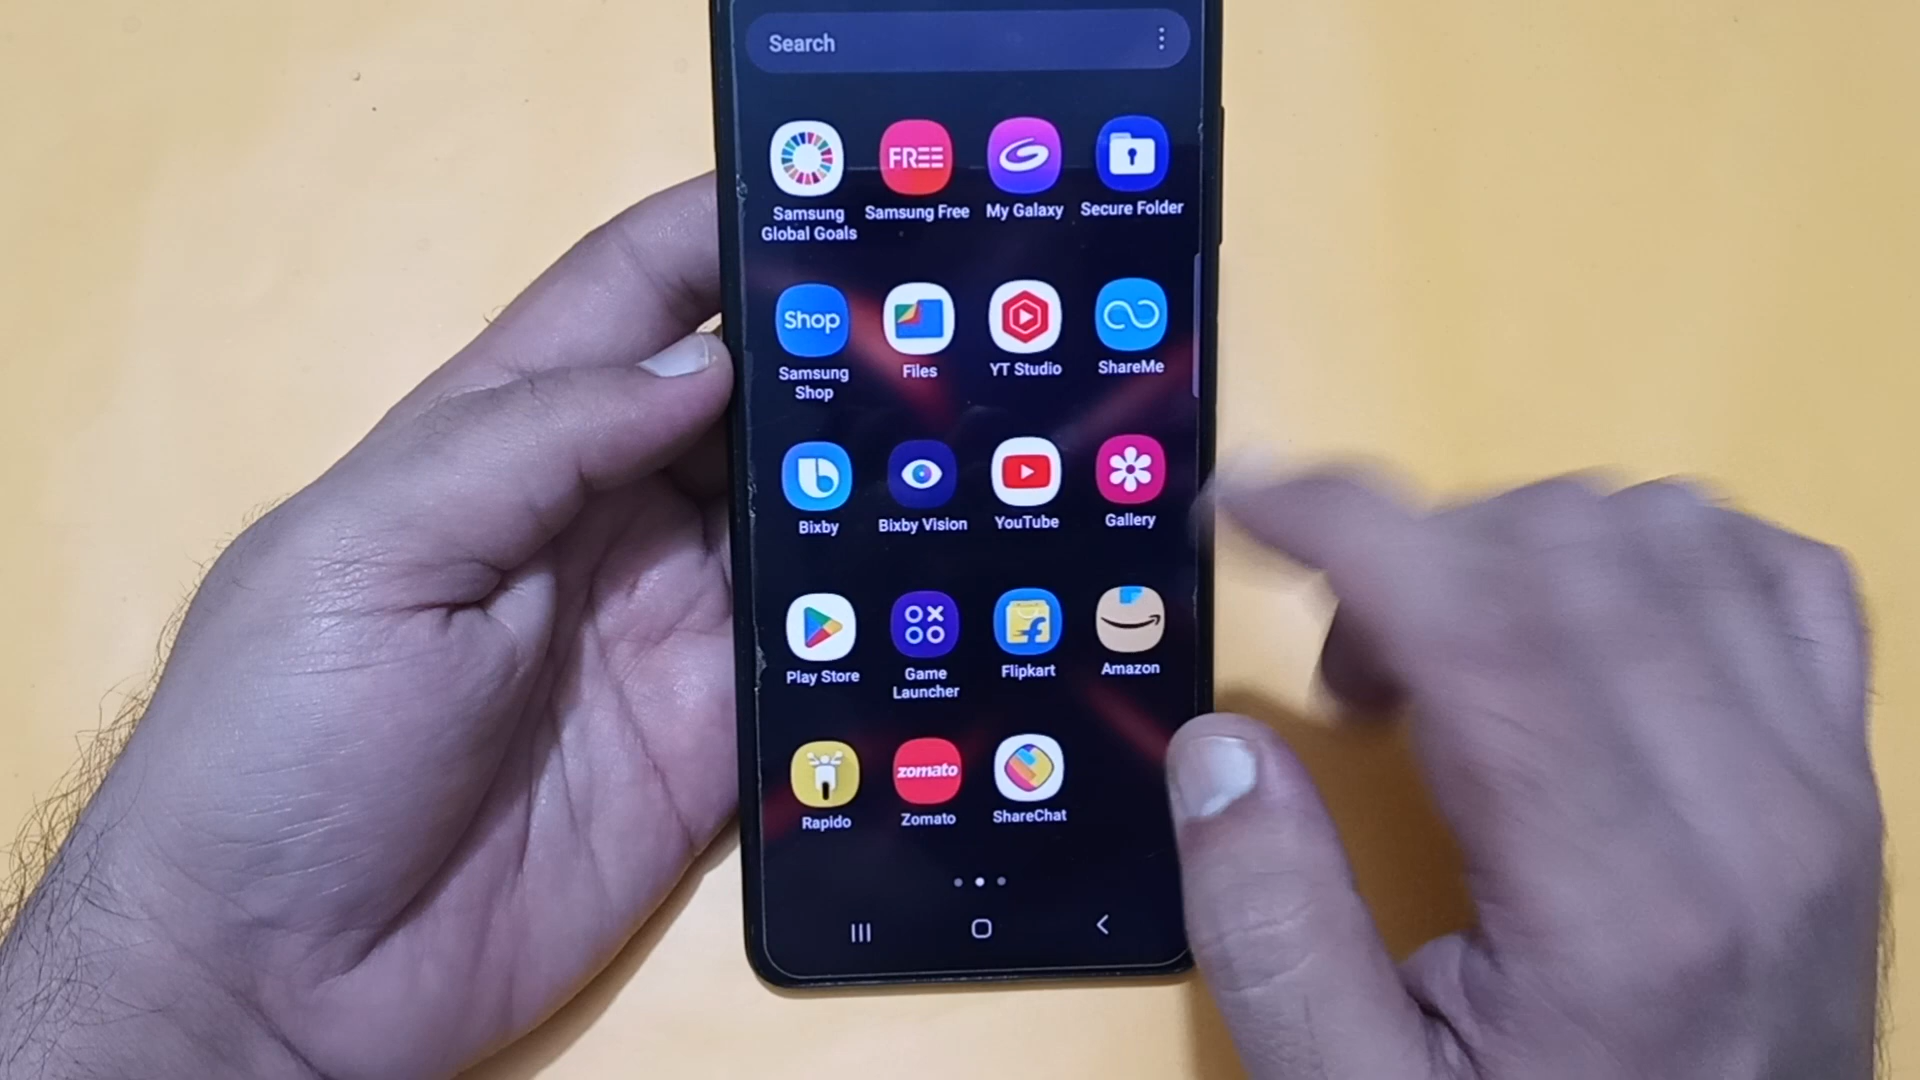 Search
FREE
Samsung
Global Goals
Samsung Free
My Galaxy
Secure Folder
Shop
Samsung
Shop
Files
YT Studio
ShareMe
Bixby
Bixby Vision
YouTube
Gallery
Play Store
Game
Launcher
Flipkart
Amazon
zomato
Rapido
Zomato
ShareChat